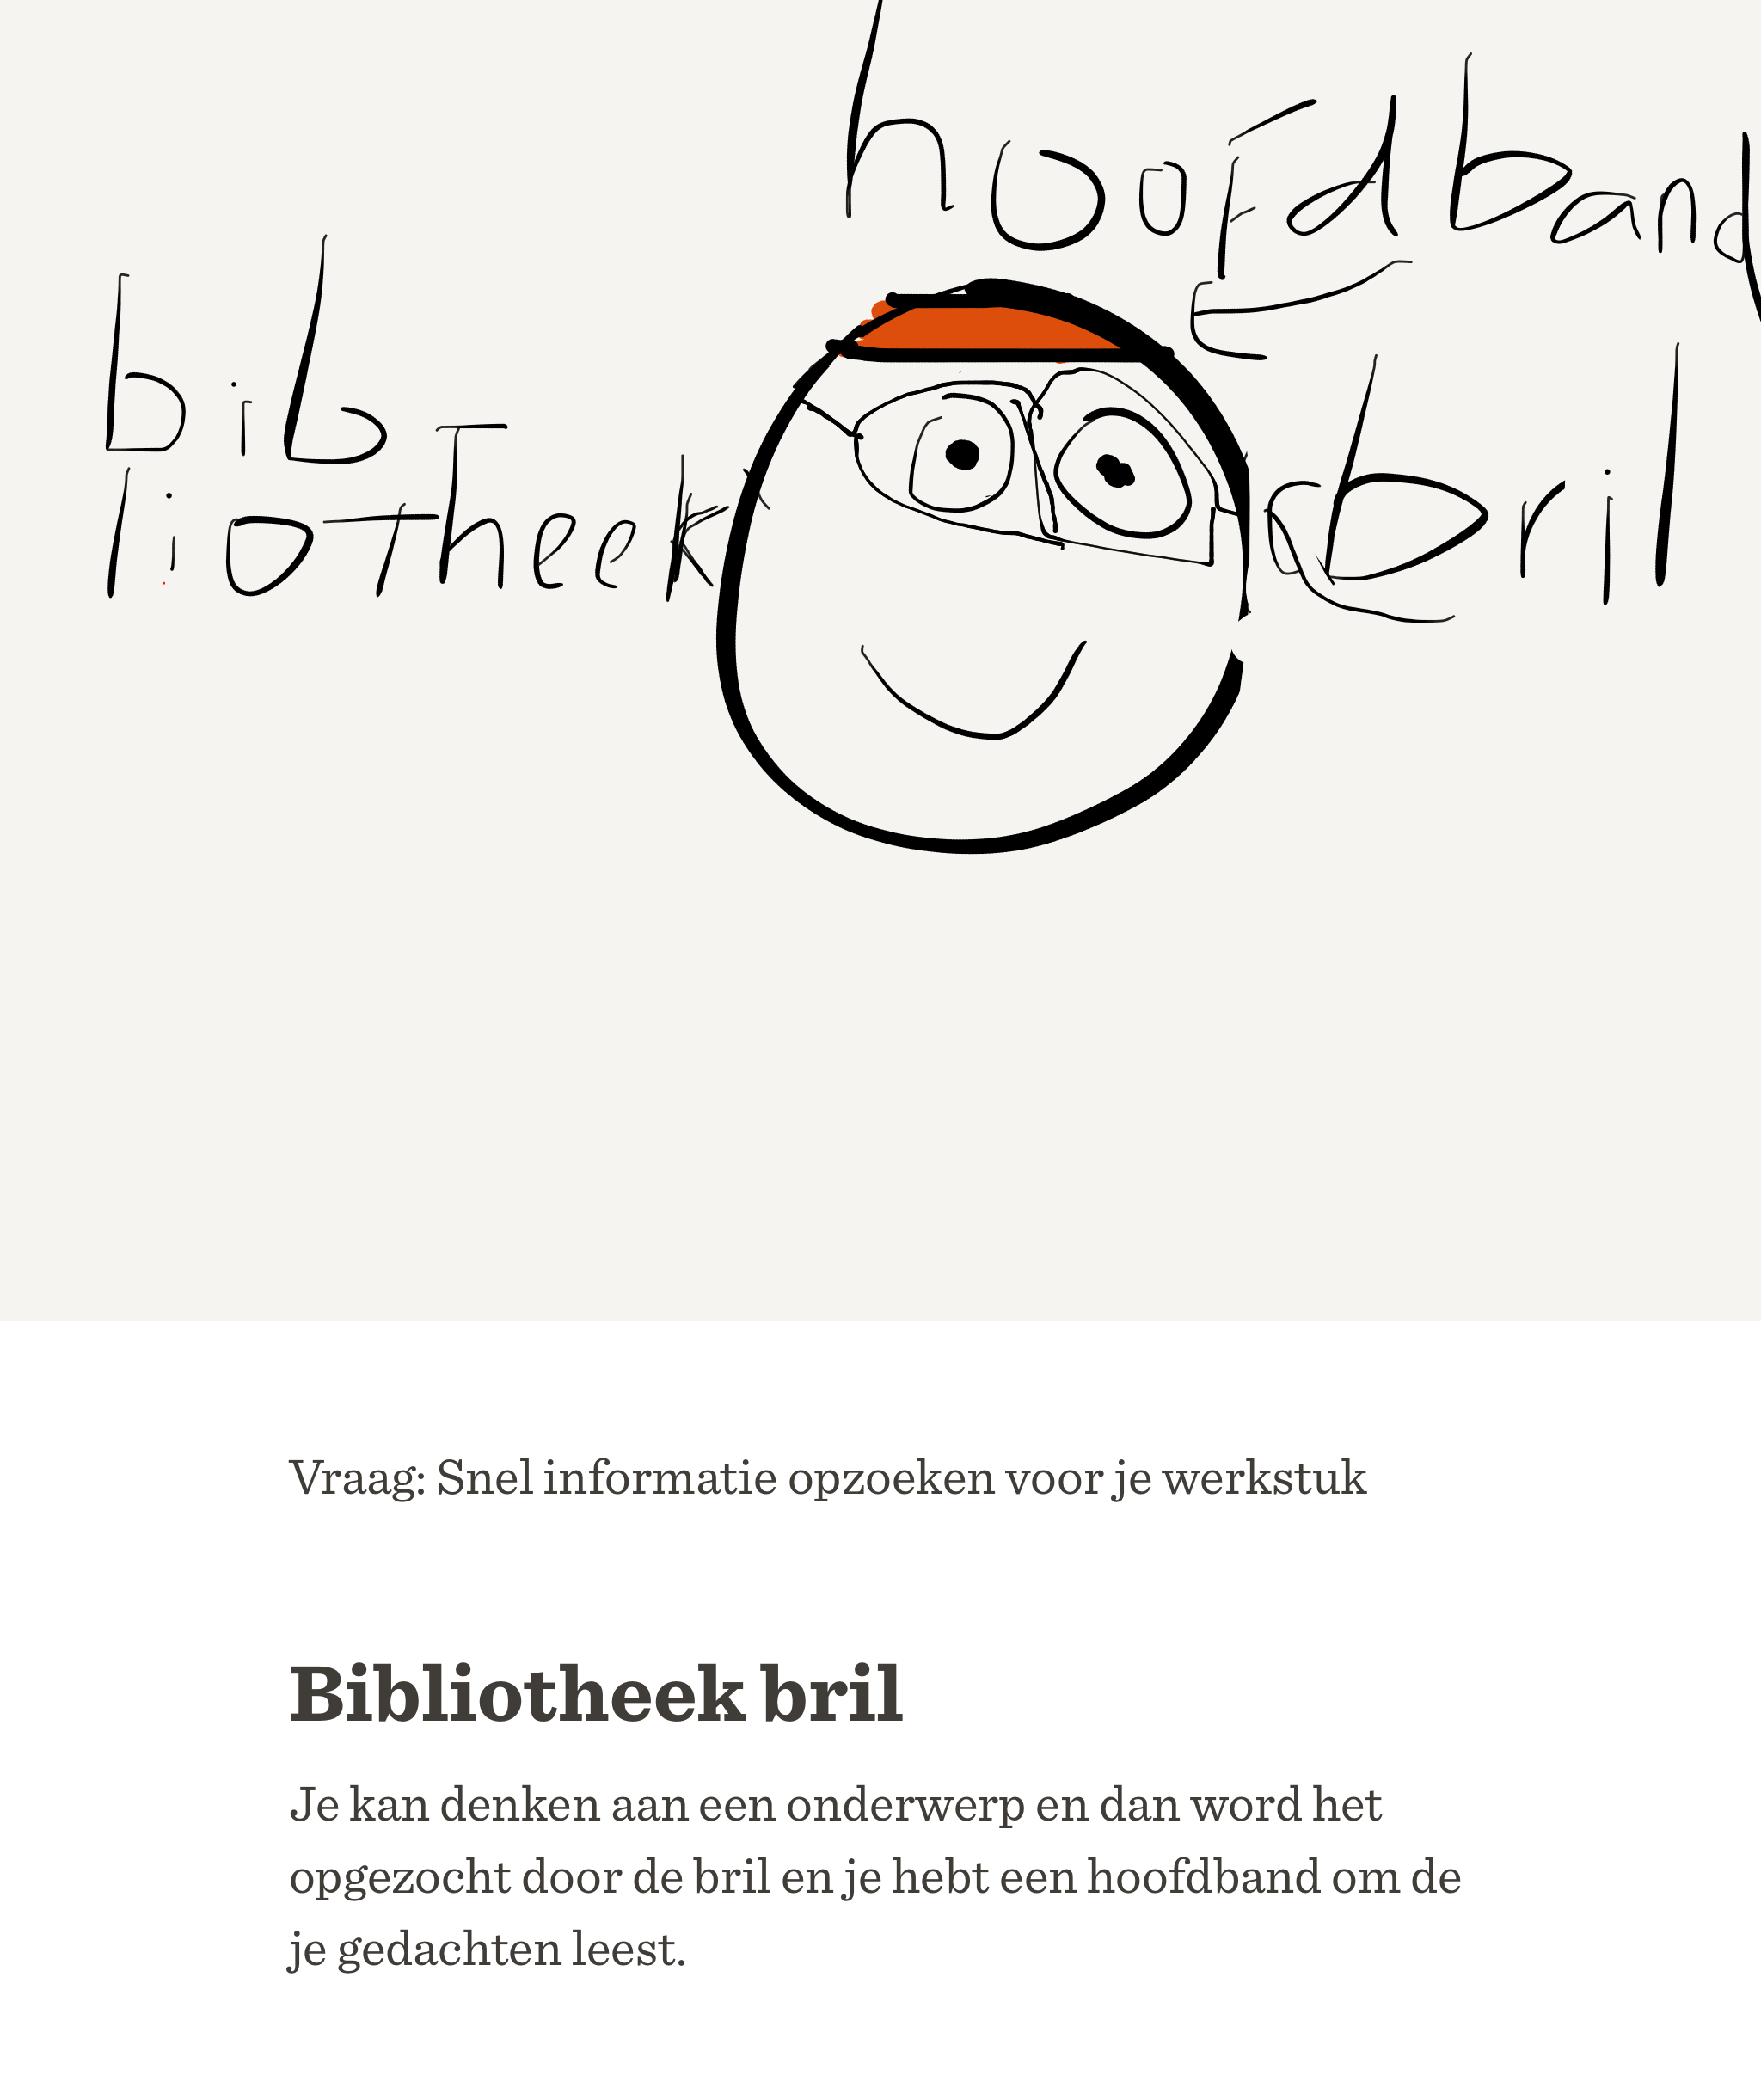 hoofdband
bib
liotheek
bril
Vraag: Snel informatie opzoeken voor je werkstuk
Bibliotheek bril
Je kan denken aan een onderwerp en dan word het
opgezocht door de bril en je hebt een hoofdband om de
je gedachten leest.